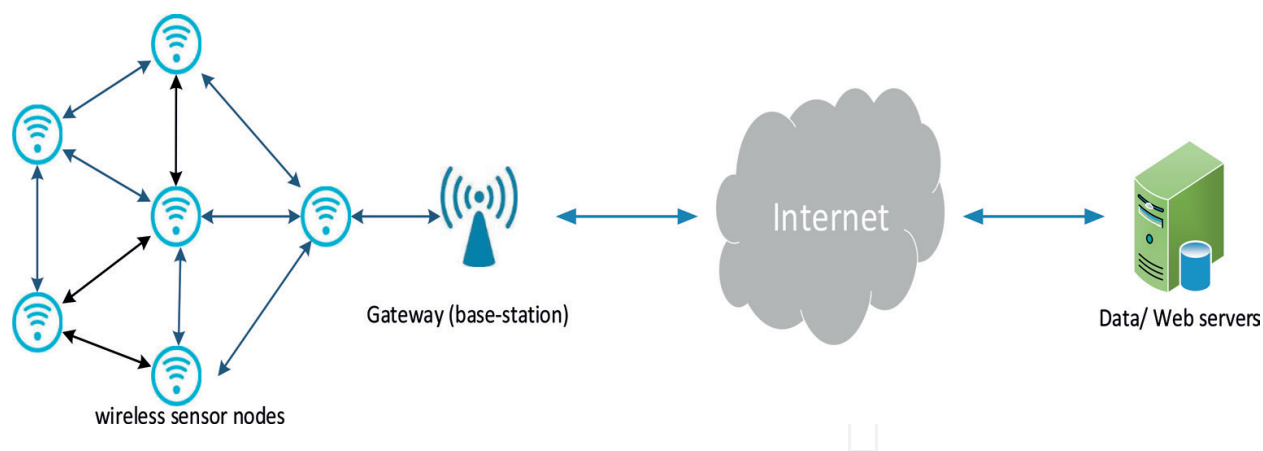 Internet
Gateway (base-station)
Data/ Web servers
wireless sensor nodes